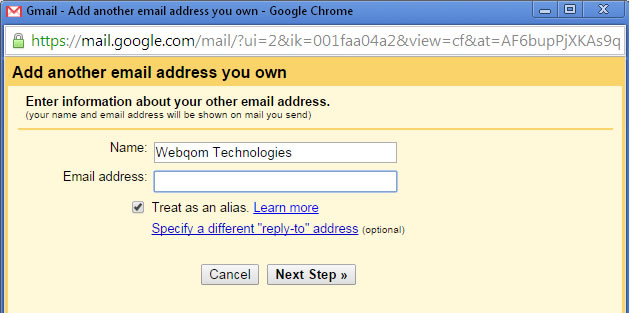 Gmail - Add another email address you own - Google Chrome
https://mail.google.com/mail/?ui=2&ik=001faa04a2&view=cf&at=AF6bupPjXKAs9q
Add another email address you own
Enter information about your other email address.
(your name and email address will be shown on mail you send)
Name: Webqom Technologies
Email address:
Treat as an alias. Learn more
Specify a different "reply-to" address (optional)
Cancel Next Step »